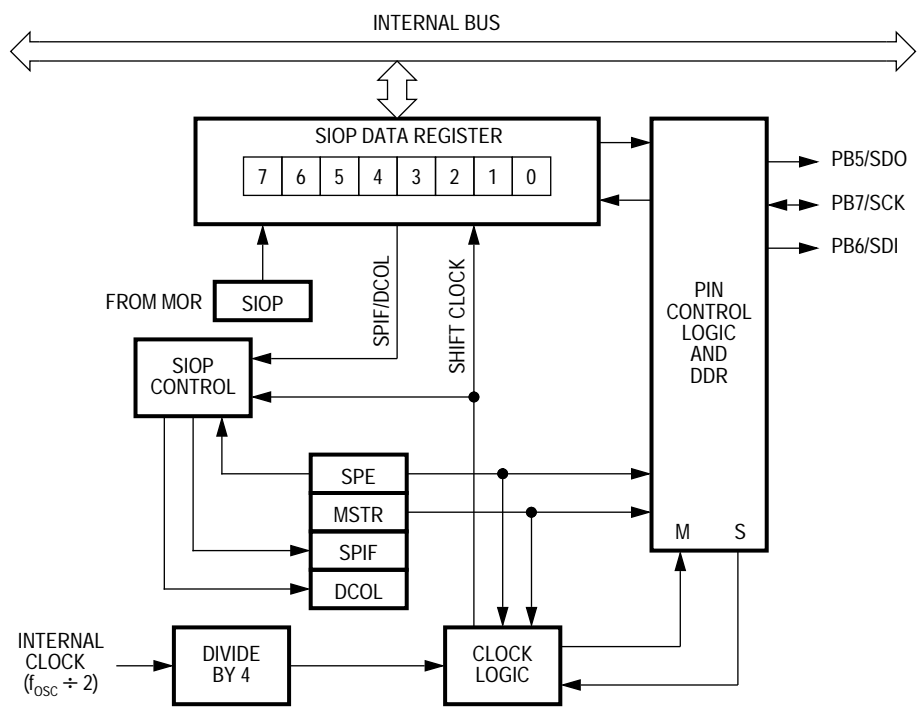 INTERNAL BUS
SIOP DATA REGISTER
7 6 5 4 3 2 1 0
PB5/SDO
PB7/SCK
PB6/SDI
FROM MOR
SIOP
SPIF/DCOL
SHIFT CLOCK
PIN
CONTROL
LOGIC
AND
DDR
SIOP
CONTROL
SPE
MSTR
SPIF
DCOL
M S
INTERNAL
CLOCK
(fOSC ÷ 2)
DIVIDE
BY 4
CLOCK
LOGIC